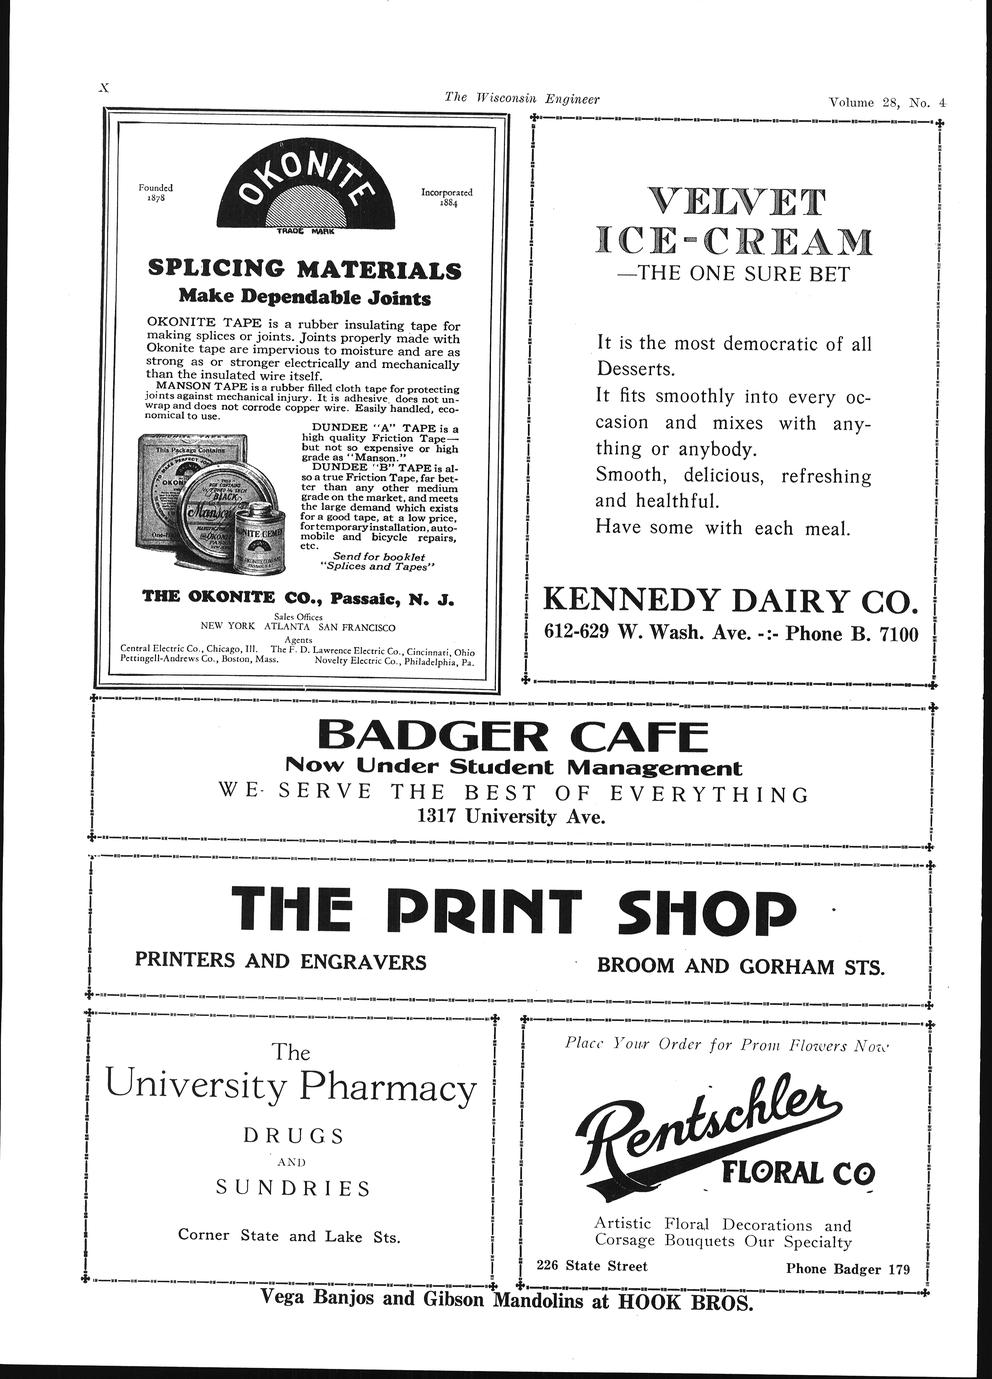 X
The Wisconsin Engineer
Volume 28, No. 4
Founded
1878
OKONITE
TRADE MARK
Incorporated
1884
SPLICING MATERIALS
Make Dependable Joints
OKONITE TAPE is a rubber insulating tape for
making splices or joints. Joints properly made with
Okonite tape are impervious to moisture and are as
strong as or stronger electrically and mechanically
than the insulated wire itself.
MANSON TAPE is a rubber filled cloth tape for protecting
joints against mechanical injury. It is adhesive, does not un-
wrap and does not corrode copper wire. Easily handled, eco-
nomical to use.
DUNDEE "A" TAPE is a
high quality Friction Tape—
but not so expensive or high
grade as "Manson."
DUNDEE "B" TAPE is al-
so a true Friction Tape, far bet-
ter than any other medium
grade on the market, and meets
the large demand which exists
for a good tape, at a low price,
for temporary installation, auto-
mobile and bicycle repairs,
etc.
Send for booklet
"Splices and Tapes"
This Package Contains
BLACK
Manson
THE OKONITE CO., Passaic, N. J.
Sales Offices
NEW YORK ATLANTA SAN FRANCISCO
Agents
Central Electric Co., Chicago, Ill. The F. D. Lawrence Electric Co., Cincinnati, Ohio
Pettingell-Andrews Co., Boston, Mass. Novelty Electric Co., Philadelphia, Pa.
VELVET
ICE-CREAM
—THE ONE SURE BET
It is the most democratic of all
Desserts.
It fits smoothly into every oc-
casion and mixes with any-
thing or anybody.
Smooth, delicious, refreshing
and healthful.
Have some with each meal.
KENNEDY DAIRY CO.
612-629 W. Wash. Ave. -:- Phone B. 7100
BADGER CAFE
Now Under Student Management
WE SERVE THE BEST OF EVERYTHING
1317 University Ave.
THE PRINT SHOP
PRINTERS AND ENGRAVERS BROOM AND GORHAM STS.
The
University Pharmacy
DRUGS
AND
SUNDRIES
Corner State and Lake Sts.
Place Your Order for Prom Flowers Now
Rentschler
FLORAL CO
Artistic Floral Decorations and
Corsage Bouquets Our Specialty
226 State Street Phone Badger 179
Vega Banjos and Gibson Mandolins at HOOK BROS.